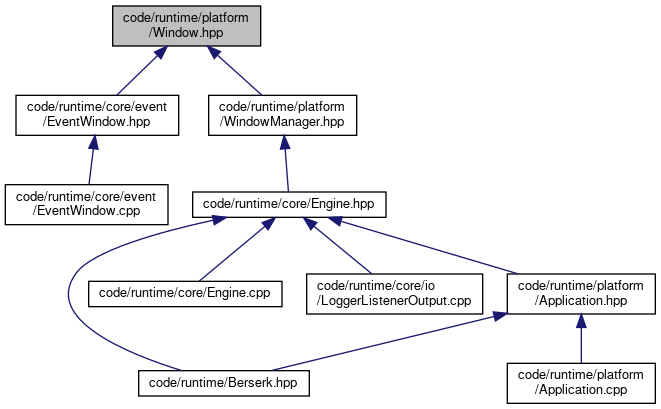 code/runtime/platform
/Window.hpp
code/runtime/core/event
/EventWindow.hpp
code/runtime/platform
/WindowManager.hpp
code/runtime/core/event
/EventWindow.cpp
code/runtime/core/Engine.hpp
code/runtime/core/Engine.cpp
code/runtime/core/io
/LoggerListenerOutput.cpp
code/runtime/platform
/Application.hpp
code/runtime/Berserk.hpp
code/runtime/platform
/Application.cpp